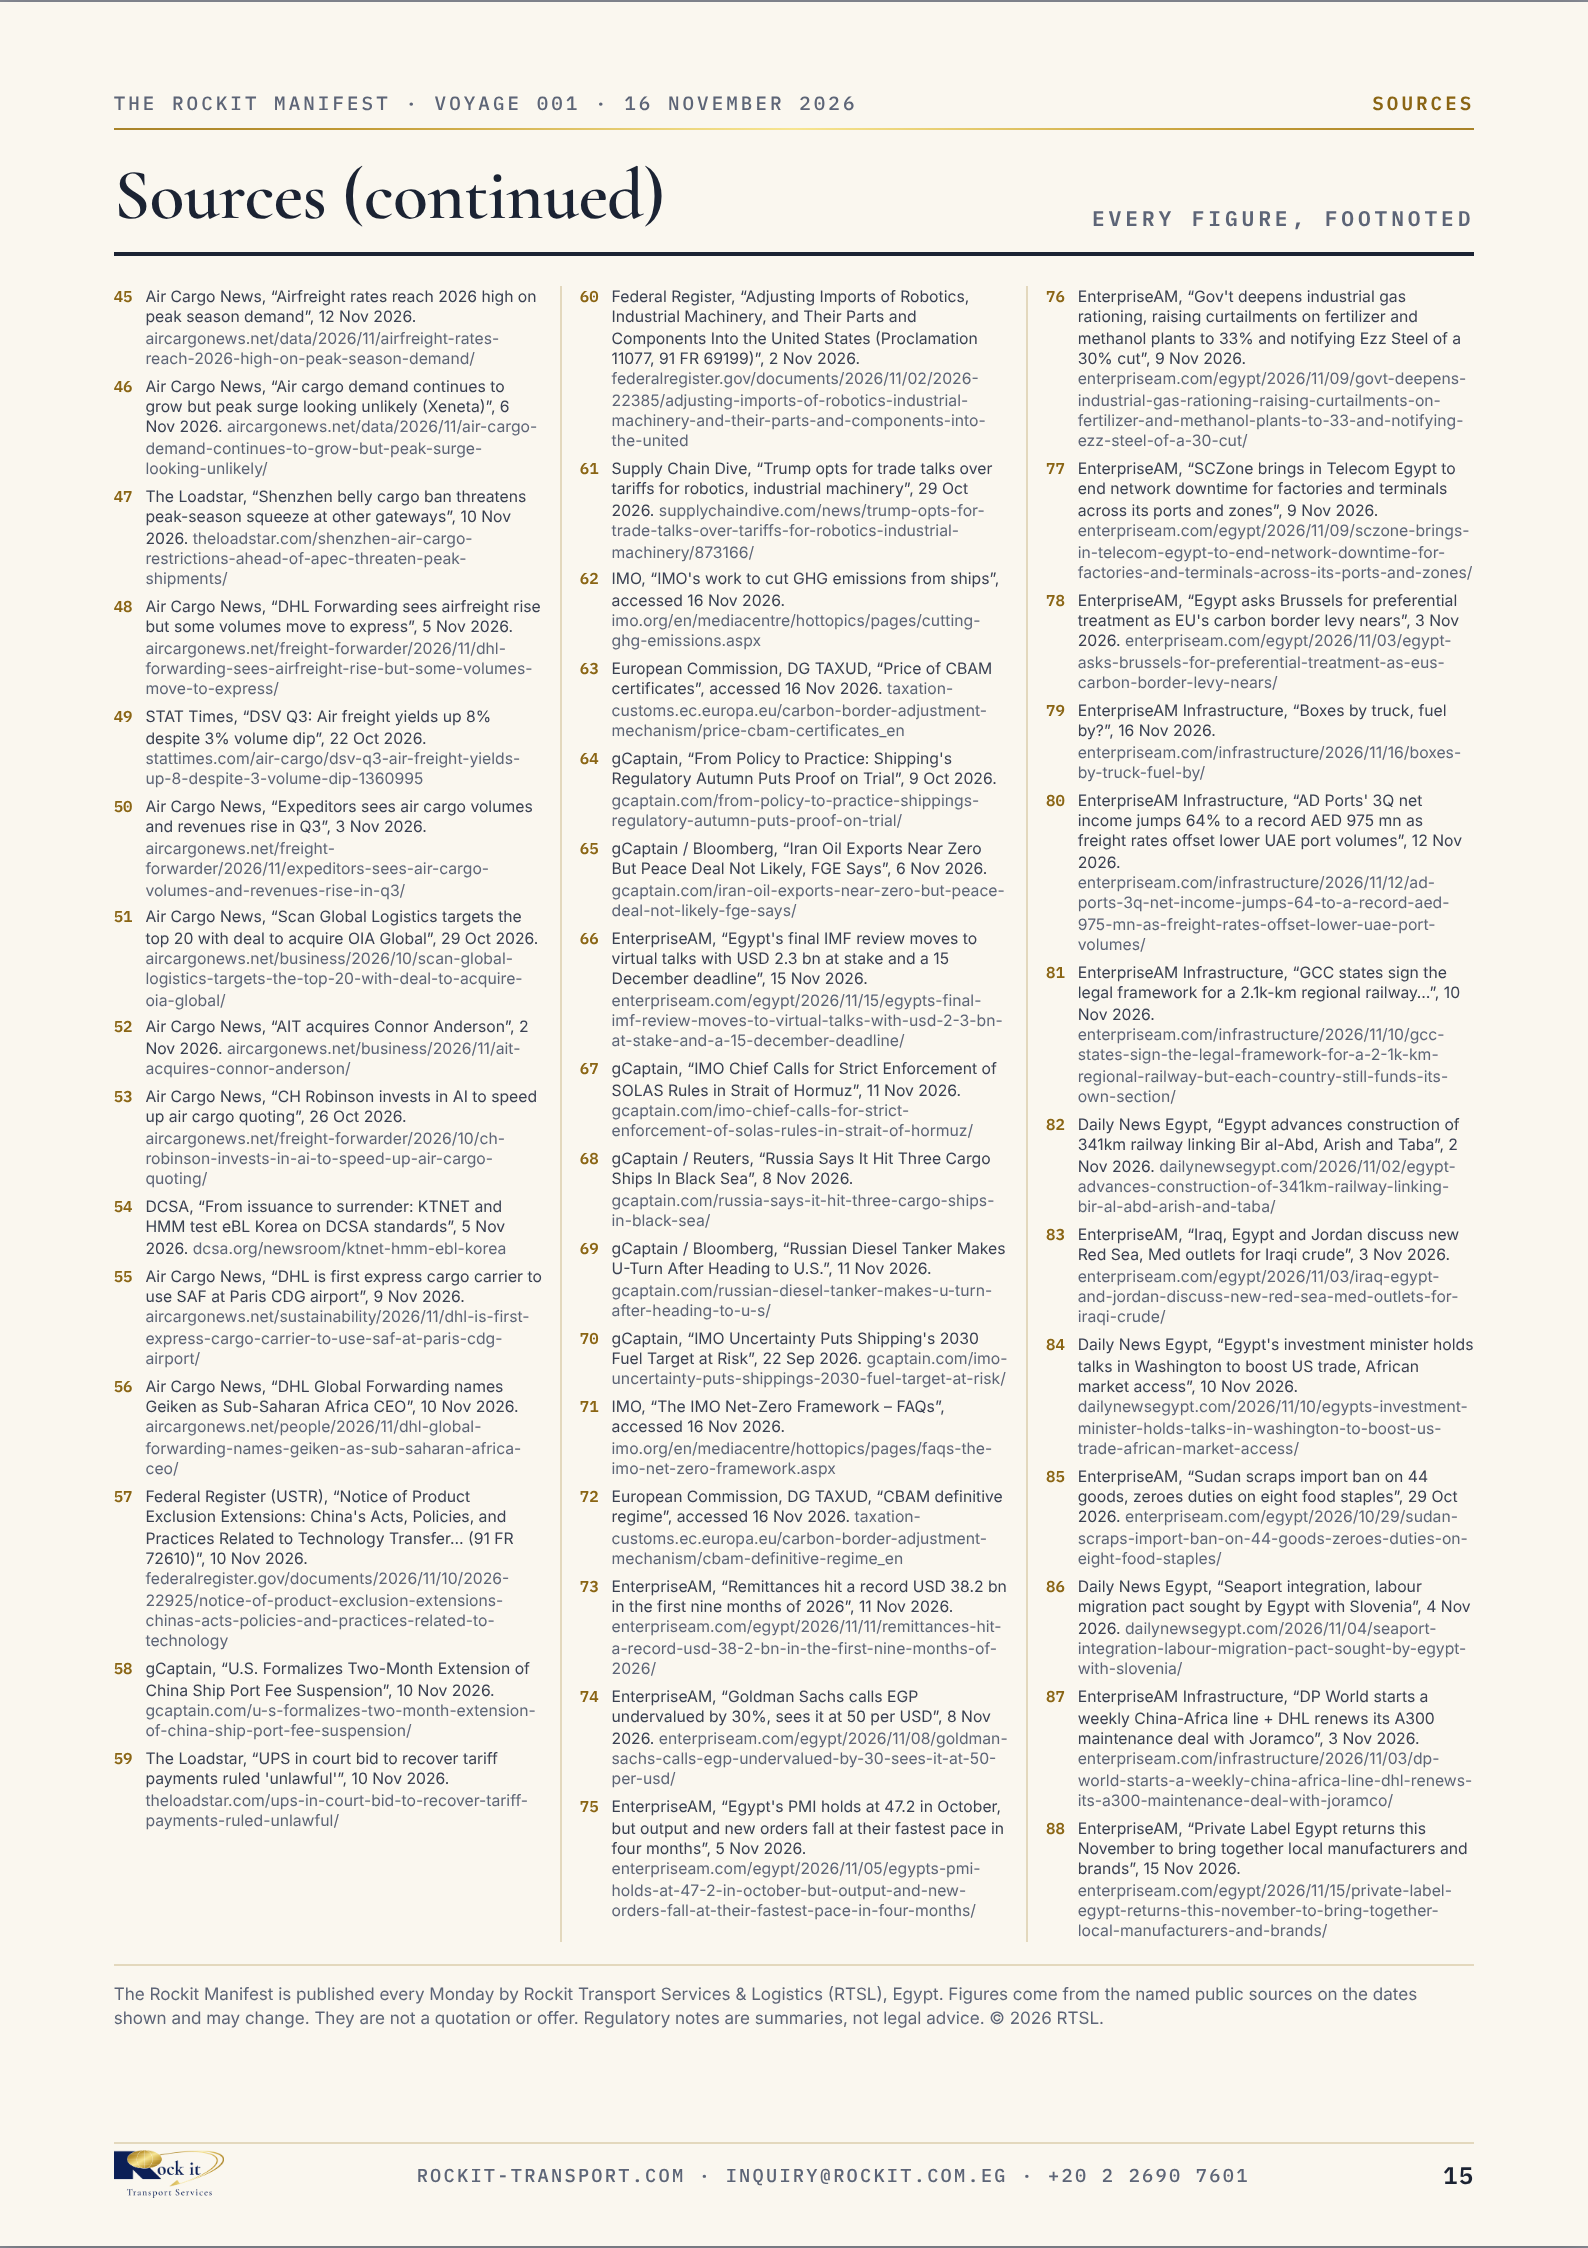 THE ROCKIT MANIFEST · VOYAGE 001 · 16 NOVEMBER 2026
SOURCES
Sources (continued)
EVERY FIGURE, FOOTNOTED
45 Air Cargo News, “Airfreight rates reach 2026 high on
peak season demand”, 12 Nov 2026.
aircargonews.net/data/2026/11/airfreight-rates-
reach-2026-high-on-peak-season-demand/
46 Air Cargo News, “Air cargo demand continues to
grow but peak surge looking unlikely (Xeneta)”, 6
Nov 2026. aircargonews.net/data/2026/11/air-cargo-
demand-continues-to-grow-but-peak-surge-
looking-unlikely/
47 The Loadstar, “Shenzhen belly cargo ban threatens
peak-season squeeze at other gateways”, 10 Nov
2026. theloadstar.com/shenzhen-air-cargo-
restrictions-ahead-of-apec-threaten-peak-
shipments/
48 Air Cargo News, “DHL Forwarding sees airfreight rise
but some volumes move to express”, 5 Nov 2026.
aircargonews.net/freight-forwarder/2026/11/dhl-
forwarding-sees-airfreight-rise-but-some-volumes-
move-to-express/
49 STAT Times, “DSV Q3: Air freight yields up 8%
despite 3% volume dip”, 22 Oct 2026.
stattimes.com/air-cargo/dsv-q3-air-freight-yields-
up-8-despite-3-volume-dip-1360995
50 Air Cargo News, “Expeditors sees air cargo volumes
and revenues rise in Q3”, 3 Nov 2026.
aircargonews.net/freight-
forwarder/2026/11/expeditors-sees-air-cargo-
volumes-and-revenues-rise-in-q3/
51 Air Cargo News, “Scan Global Logistics targets the
top 20 with deal to acquire OIA Global”, 29 Oct 2026.
aircargonews.net/business/2026/10/scan-global-
logistics-targets-the-top-20-with-deal-to-acquire-
oia-global/
52 Air Cargo News, “AIT acquires Connor Anderson”, 2
Nov 2026. aircargonews.net/business/2026/11/ait-
acquires-connor-anderson/
53 Air Cargo News, “CH Robinson invests in AI to speed
up air cargo quoting”, 26 Oct 2026.
aircargonews.net/freight-forwarder/2026/10/ch-
robinson-invests-in-ai-to-speed-up-air-cargo-
quoting/
54 DCSA, “From issuance to surrender: KTNET and
HMM test eBL Korea on DCSA standards”, 5 Nov
2026. dcsa.org/newsroom/ktnet-hmm-ebl-korea
55 Air Cargo News, “DHL is first express cargo carrier to
use SAF at Paris CDG airport”, 9 Nov 2026.
aircargonews.net/sustainability/2026/11/dhl-is-first-
express-cargo-carrier-to-use-saf-at-paris-cdg-
airport/
56 Air Cargo News, “DHL Global Forwarding names
Geiken as Sub-Saharan Africa CEO”, 10 Nov 2026.
aircargonews.net/people/2026/11/dhl-global-
forwarding-names-geiken-as-sub-saharan-africa-
ceo/
57 Federal Register (USTR), “Notice of Product
Exclusion Extensions: China's Acts, Policies, and
Practices Related to Technology Transfer… (91 FR
72610)”, 10 Nov 2026.
federalregister.gov/documents/2026/11/10/2026-
22925/notice-of-product-exclusion-extensions-
chinas-acts-policies-and-practices-related-to-
technology
58 gCaptain, “U.S. Formalizes Two-Month Extension of
China Ship Port Fee Suspension”, 10 Nov 2026.
gcaptain.com/u-s-formalizes-two-month-extension-
of-china-ship-port-fee-suspension/
59 The Loadstar, “UPS in court bid to recover tariff
payments ruled 'unlawful'”, 10 Nov 2026.
theloadstar.com/ups-in-court-bid-to-recover-tariff-
payments-ruled-unlawful/
60 Federal Register, “Adjusting Imports of Robotics,
Industrial Machinery, and Their Parts and
Components Into the United States (Proclamation
11077, 91 FR 69199)”, 2 Nov 2026.
federalregister.gov/documents/2026/11/02/2026-
22385/adjusting-imports-of-robotics-industrial-
machinery-and-their-parts-and-components-into-
the-united
61 Supply Chain Dive, “Trump opts for trade talks over
tariffs for robotics, industrial machinery”, 29 Oct
2026. supplychaindive.com/news/trump-opts-for-
trade-talks-over-tariffs-for-robotics-industrial-
machinery/873166/
62 IMO, “IMO's work to cut GHG emissions from ships”,
accessed 16 Nov 2026.
imo.org/en/mediacentre/hottopics/pages/cutting-
ghg-emissions.aspx
63 European Commission, DG TAXUD, “Price of CBAM
certificates”, accessed 16 Nov 2026. taxation-
customs.ec.europa.eu/carbon-border-adjustment-
mechanism/price-cbam-certificates_en
64 gCaptain, “From Policy to Practice: Shipping's
Regulatory Autumn Puts Proof on Trial”, 9 Oct 2026.
gcaptain.com/from-policy-to-practice-shippings-
regulatory-autumn-puts-proof-on-trial/
65 gCaptain / Bloomberg, “Iran Oil Exports Near Zero
But Peace Deal Not Likely, FGE Says”, 6 Nov 2026.
gcaptain.com/iran-oil-exports-near-zero-but-peace-
deal-not-likely-fge-says/
66 EnterpriseAM, “Egypt's final IMF review moves to
virtual talks with USD 2.3 bn at stake and a 15
December deadline”, 15 Nov 2026.
enterpriseam.com/egypt/2026/11/15/egypts-final-
imf-review-moves-to-virtual-talks-with-usd-2-3-bn-
at-stake-and-a-15-december-deadline/
67 gCaptain, “IMO Chief Calls for Strict Enforcement of
SOLAS Rules in Strait of Hormuz”, 11 Nov 2026.
gcaptain.com/imo-chief-calls-for-strict-
enforcement-of-solas-rules-in-strait-of-hormuz/
68 gCaptain / Reuters, “Russia Says It Hit Three Cargo
Ships In Black Sea”, 8 Nov 2026.
gcaptain.com/russia-says-it-hit-three-cargo-ships-
in-black-sea/
69 gCaptain / Bloomberg, “Russian Diesel Tanker Makes
U-Turn After Heading to U.S.”, 11 Nov 2026.
gcaptain.com/russian-diesel-tanker-makes-u-turn-
after-heading-to-u-s/
70 gCaptain, “IMO Uncertainty Puts Shipping's 2030
Fuel Target at Risk”, 22 Sep 2026. gcaptain.com/imo-
uncertainty-puts-shippings-2030-fuel-target-at-risk/
71 IMO, “The IMO Net-Zero Framework – FAQs”,
accessed 16 Nov 2026.
imo.org/en/mediacentre/hottopics/pages/faqs-the-
imo-net-zero-framework.aspx
72 European Commission, DG TAXUD, “CBAM definitive
regime”, accessed 16 Nov 2026. taxation-
customs.ec.europa.eu/carbon-border-adjustment-
mechanism/cbam-definitive-regime_en
73 EnterpriseAM, “Remittances hit a record USD 38.2 bn
in the first nine months of 2026”, 11 Nov 2026.
enterpriseam.com/egypt/2026/11/11/remittances-hit-
a-record-usd-38-2-bn-in-the-first-nine-months-of-
2026/
74 EnterpriseAM, “Goldman Sachs calls EGP
undervalued by 30%, sees it at 50 per USD”, 8 Nov
2026. enterpriseam.com/egypt/2026/11/08/goldman-
sachs-calls-egp-undervalued-by-30-sees-it-at-50-
per-usd/
75 EnterpriseAM, “Egypt's PMI holds at 47.2 in October,
but output and new orders fall at their fastest pace in
four months”, 5 Nov 2026.
enterpriseam.com/egypt/2026/11/05/egypts-pmi-
holds-at-47-2-in-october-but-output-and-new-
orders-fall-at-their-fastest-pace-in-four-months/
76 EnterpriseAM, “Gov't deepens industrial gas
rationing, raising curtailments on fertilizer and
methanol plants to 33% and notifying Ezz Steel of a
30% cut”, 9 Nov 2026.
enterpriseam.com/egypt/2026/11/09/govt-deepens-
industrial-gas-rationing-raising-curtailments-on-
fertilizer-and-methanol-plants-to-33-and-notifying-
ezz-steel-of-a-30-cut/
77 EnterpriseAM, “SCZone brings in Telecom Egypt to
end network downtime for factories and terminals
across its ports and zones”, 9 Nov 2026.
enterpriseam.com/egypt/2026/11/09/sczone-brings-
in-telecom-egypt-to-end-network-downtime-for-
factories-and-terminals-across-its-ports-and-zones/
78 EnterpriseAM, “Egypt asks Brussels for preferential
treatment as EU's carbon border levy nears”, 3 Nov
2026. enterpriseam.com/egypt/2026/11/03/egypt-
asks-brussels-for-preferential-treatment-as-eus-
carbon-border-levy-nears/
79 EnterpriseAM Infrastructure, “Boxes by truck, fuel
by?”, 16 Nov 2026.
enterpriseam.com/infrastructure/2026/11/16/boxes-
by-truck-fuel-by/
80 EnterpriseAM Infrastructure, “AD Ports' 3Q net
income jumps 64% to a record AED 975 mn as
freight rates offset lower UAE port volumes”, 12 Nov
2026.
enterpriseam.com/infrastructure/2026/11/12/ad-
ports-3q-net-income-jumps-64-to-a-record-aed-
975-mn-as-freight-rates-offset-lower-uae-port-
volumes/
81 EnterpriseAM Infrastructure, “GCC states sign the
legal framework for a 2.1k-km regional railway…”, 10
Nov 2026.
enterpriseam.com/infrastructure/2026/11/10/gcc-
states-sign-the-legal-framework-for-a-2-1k-km-
regional-railway-but-each-country-still-funds-its-
own-section/
82 Daily News Egypt, “Egypt advances construction of
341km railway linking Bir al-Abd, Arish and Taba”, 2
Nov 2026. dailynewsegypt.com/2026/11/02/egypt-
advances-construction-of-341km-railway-linking-
bir-al-abd-arish-and-taba/
83 EnterpriseAM, “Iraq, Egypt and Jordan discuss new
Red Sea, Med outlets for Iraqi crude”, 3 Nov 2026.
enterpriseam.com/egypt/2026/11/03/iraq-egypt-
and-jordan-discuss-new-red-sea-med-outlets-for-
iraqi-crude/
84 Daily News Egypt, “Egypt's investment minister holds
talks in Washington to boost US trade, African
market access”, 10 Nov 2026.
dailynewsegypt.com/2026/11/10/egypts-investment-
minister-holds-talks-in-washington-to-boost-us-
trade-african-market-access/
85 EnterpriseAM, “Sudan scraps import ban on 44
goods, zeroes duties on eight food staples”, 29 Oct
2026. enterpriseam.com/egypt/2026/10/29/sudan-
scraps-import-ban-on-44-goods-zeroes-duties-on-
eight-food-staples/
86 Daily News Egypt, “Seaport integration, labour
migration pact sought by Egypt with Slovenia”, 4 Nov
2026. dailynewsegypt.com/2026/11/04/seaport-
integration-labour-migration-pact-sought-by-egypt-
with-slovenia/
87 EnterpriseAM Infrastructure, “DP World starts a
weekly China-Africa line + DHL renews its A300
maintenance deal with Joramco”, 3 Nov 2026.
enterpriseam.com/infrastructure/2026/11/03/dp-
world-starts-a-weekly-china-africa-line-dhl-renews-
its-a300-maintenance-deal-with-joramco/
88 EnterpriseAM, “Private Label Egypt returns this
November to bring together local manufacturers and
brands”, 15 Nov 2026.
enterpriseam.com/egypt/2026/11/15/private-label-
egypt-returns-this-november-to-bring-together-
local-manufacturers-and-brands/
The Rockit Manifest is published every Monday by Rockit Transport Services & Logistics (RTSL), Egypt. Figures come from the named public sources on the dates
shown and may change. They are not a quotation or offer. Regulatory notes are summaries, not legal advice. © 2026 RTSL.
Rock it
Transport Services
ROCKIT-TRANSPORT.COM · INQUIRY@ROCKIT.COM.EG · +20 2 2690 7601
15